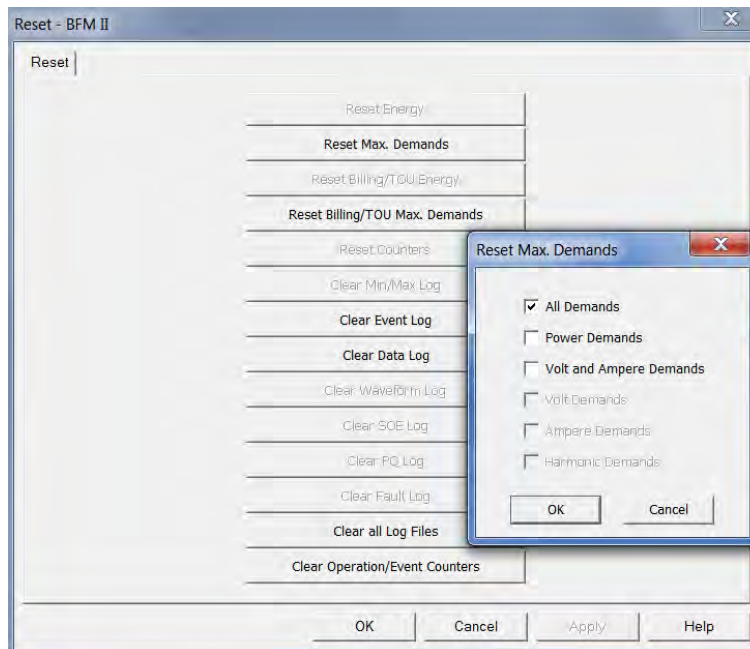 Reset - BFM II
Reset
Reset Energy
Reset Max. Demands
Reset Billing/TOU Energy
Reset Billing/TOU Max. Demands
Reset Counters
Clear Min/Max Log
Clear Event Log
Clear Data Log
Clear Waveform Log
Clear SOE Log
Clear PQ Log
Clear Fault Log
Clear all Log Files
Clear Operation/Event Counters
Reset Max. Demands
All Demands
Power Demands
Volt and Ampere Demands
Volt Demands
Ampere Demands
Harmonic Demands
OK Cancel
OK Cancel Apply Help